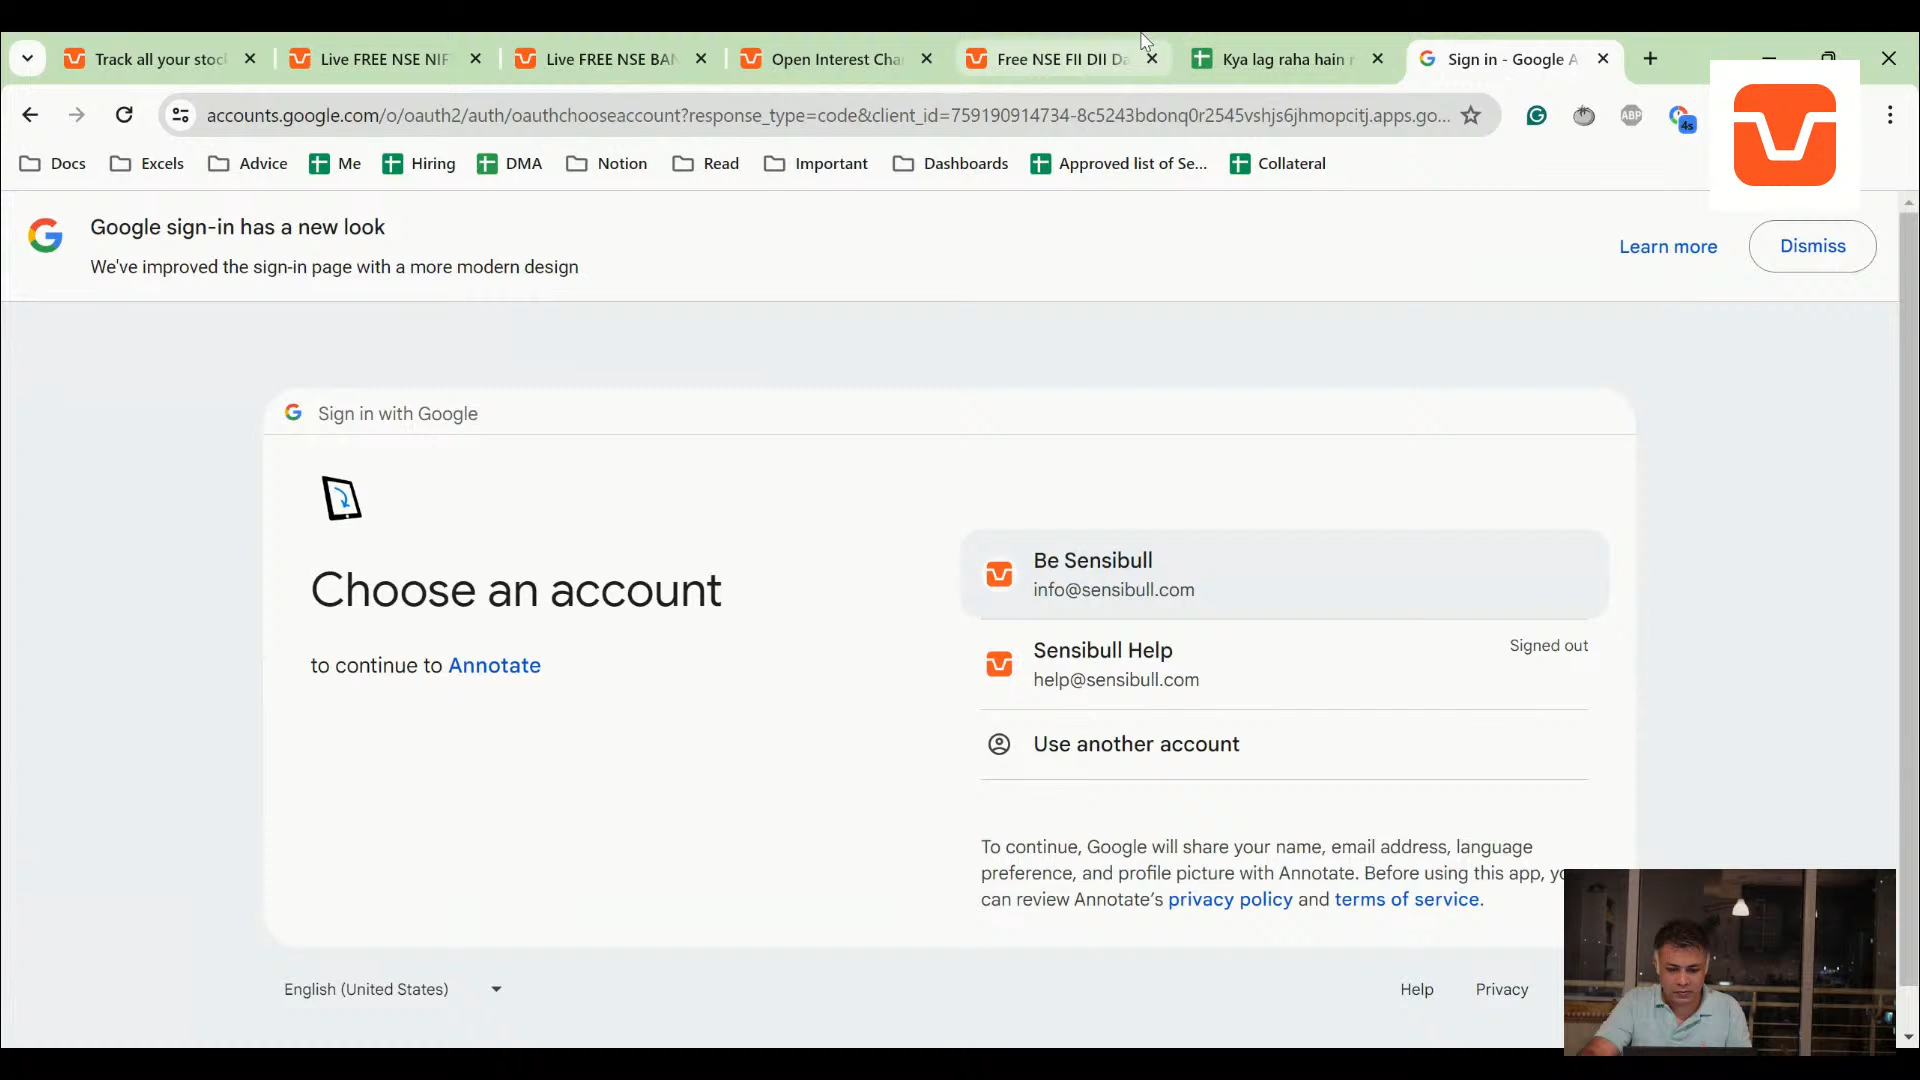 Track all your stoc
Live FREE NSE NIF
Live FREE NSE BAN
Open Interest Cha
Free NSE FII DII Da
Kya lag raha hain r
Sign in - Google A
accounts.google.com/o/oauth2/auth/oauthchooseaccount?response_type=code&client_id=759190914734-8c5243bdonq0r2545vshjs6jhmopcitj.apps.go...
ABP
4s
Docs
Excels
Advice
Me
Hiring
DMA
Notion
Read
Important
Dashboards
Approved list of Se...
Collateral
Google sign-in has a new look
We've improved the sign-in page with a more modern design
Learn more
Dismiss
Sign in with Google
Choose an account
to continue to Annotate
Be Sensibull
info@sensibull.com
Sensibull Help
help@sensibull.com
Signed out
Use another account
To continue, Google will share your name, email address, language
preference, and profile picture with Annotate. Before using this app, yo
can review Annotate's privacy policy and terms of service.
English (United States)
Help
Privacy